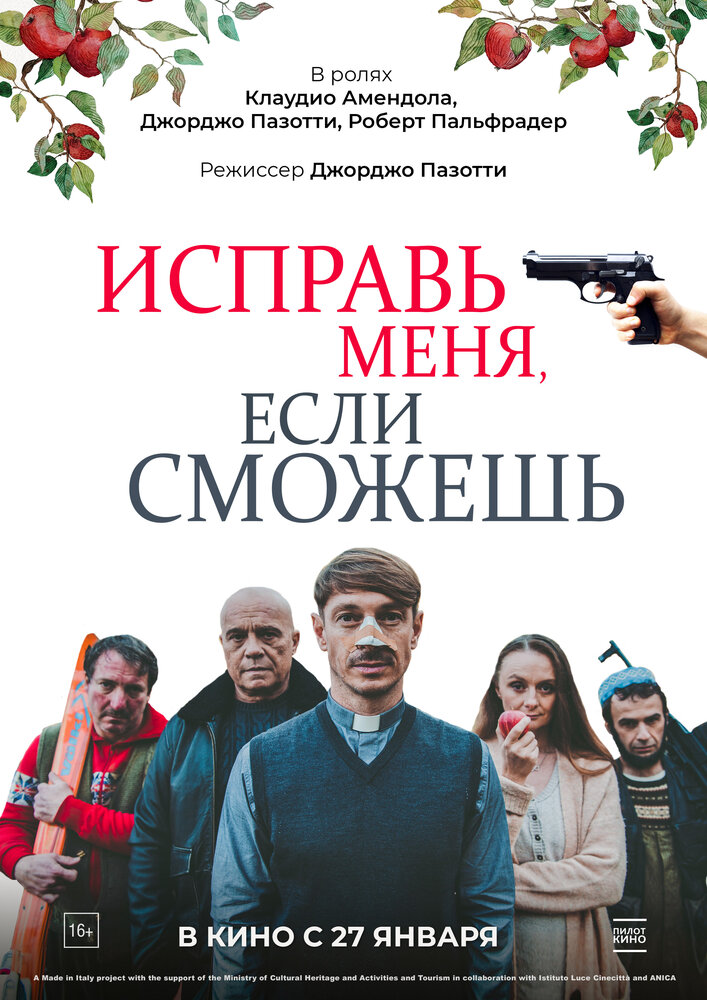 В ролях
Клаудио Амендола,
Джорджо Пазотти, Роберт Пальфрадер
Режиссер Джорджо Пазотти
ИСПРАВЬ
МЕНЯ,
ЕСЛИ
СМОЖЕШЬ
16+
В КИНО С 27 ЯНВАРЯ
ПИЛОТ
КИНО
A Made in Italy project with the support of the Ministry of Cultural Heritage and Activities and Tourism in collaboration with Istituto Luce Cinecittà and ANICA